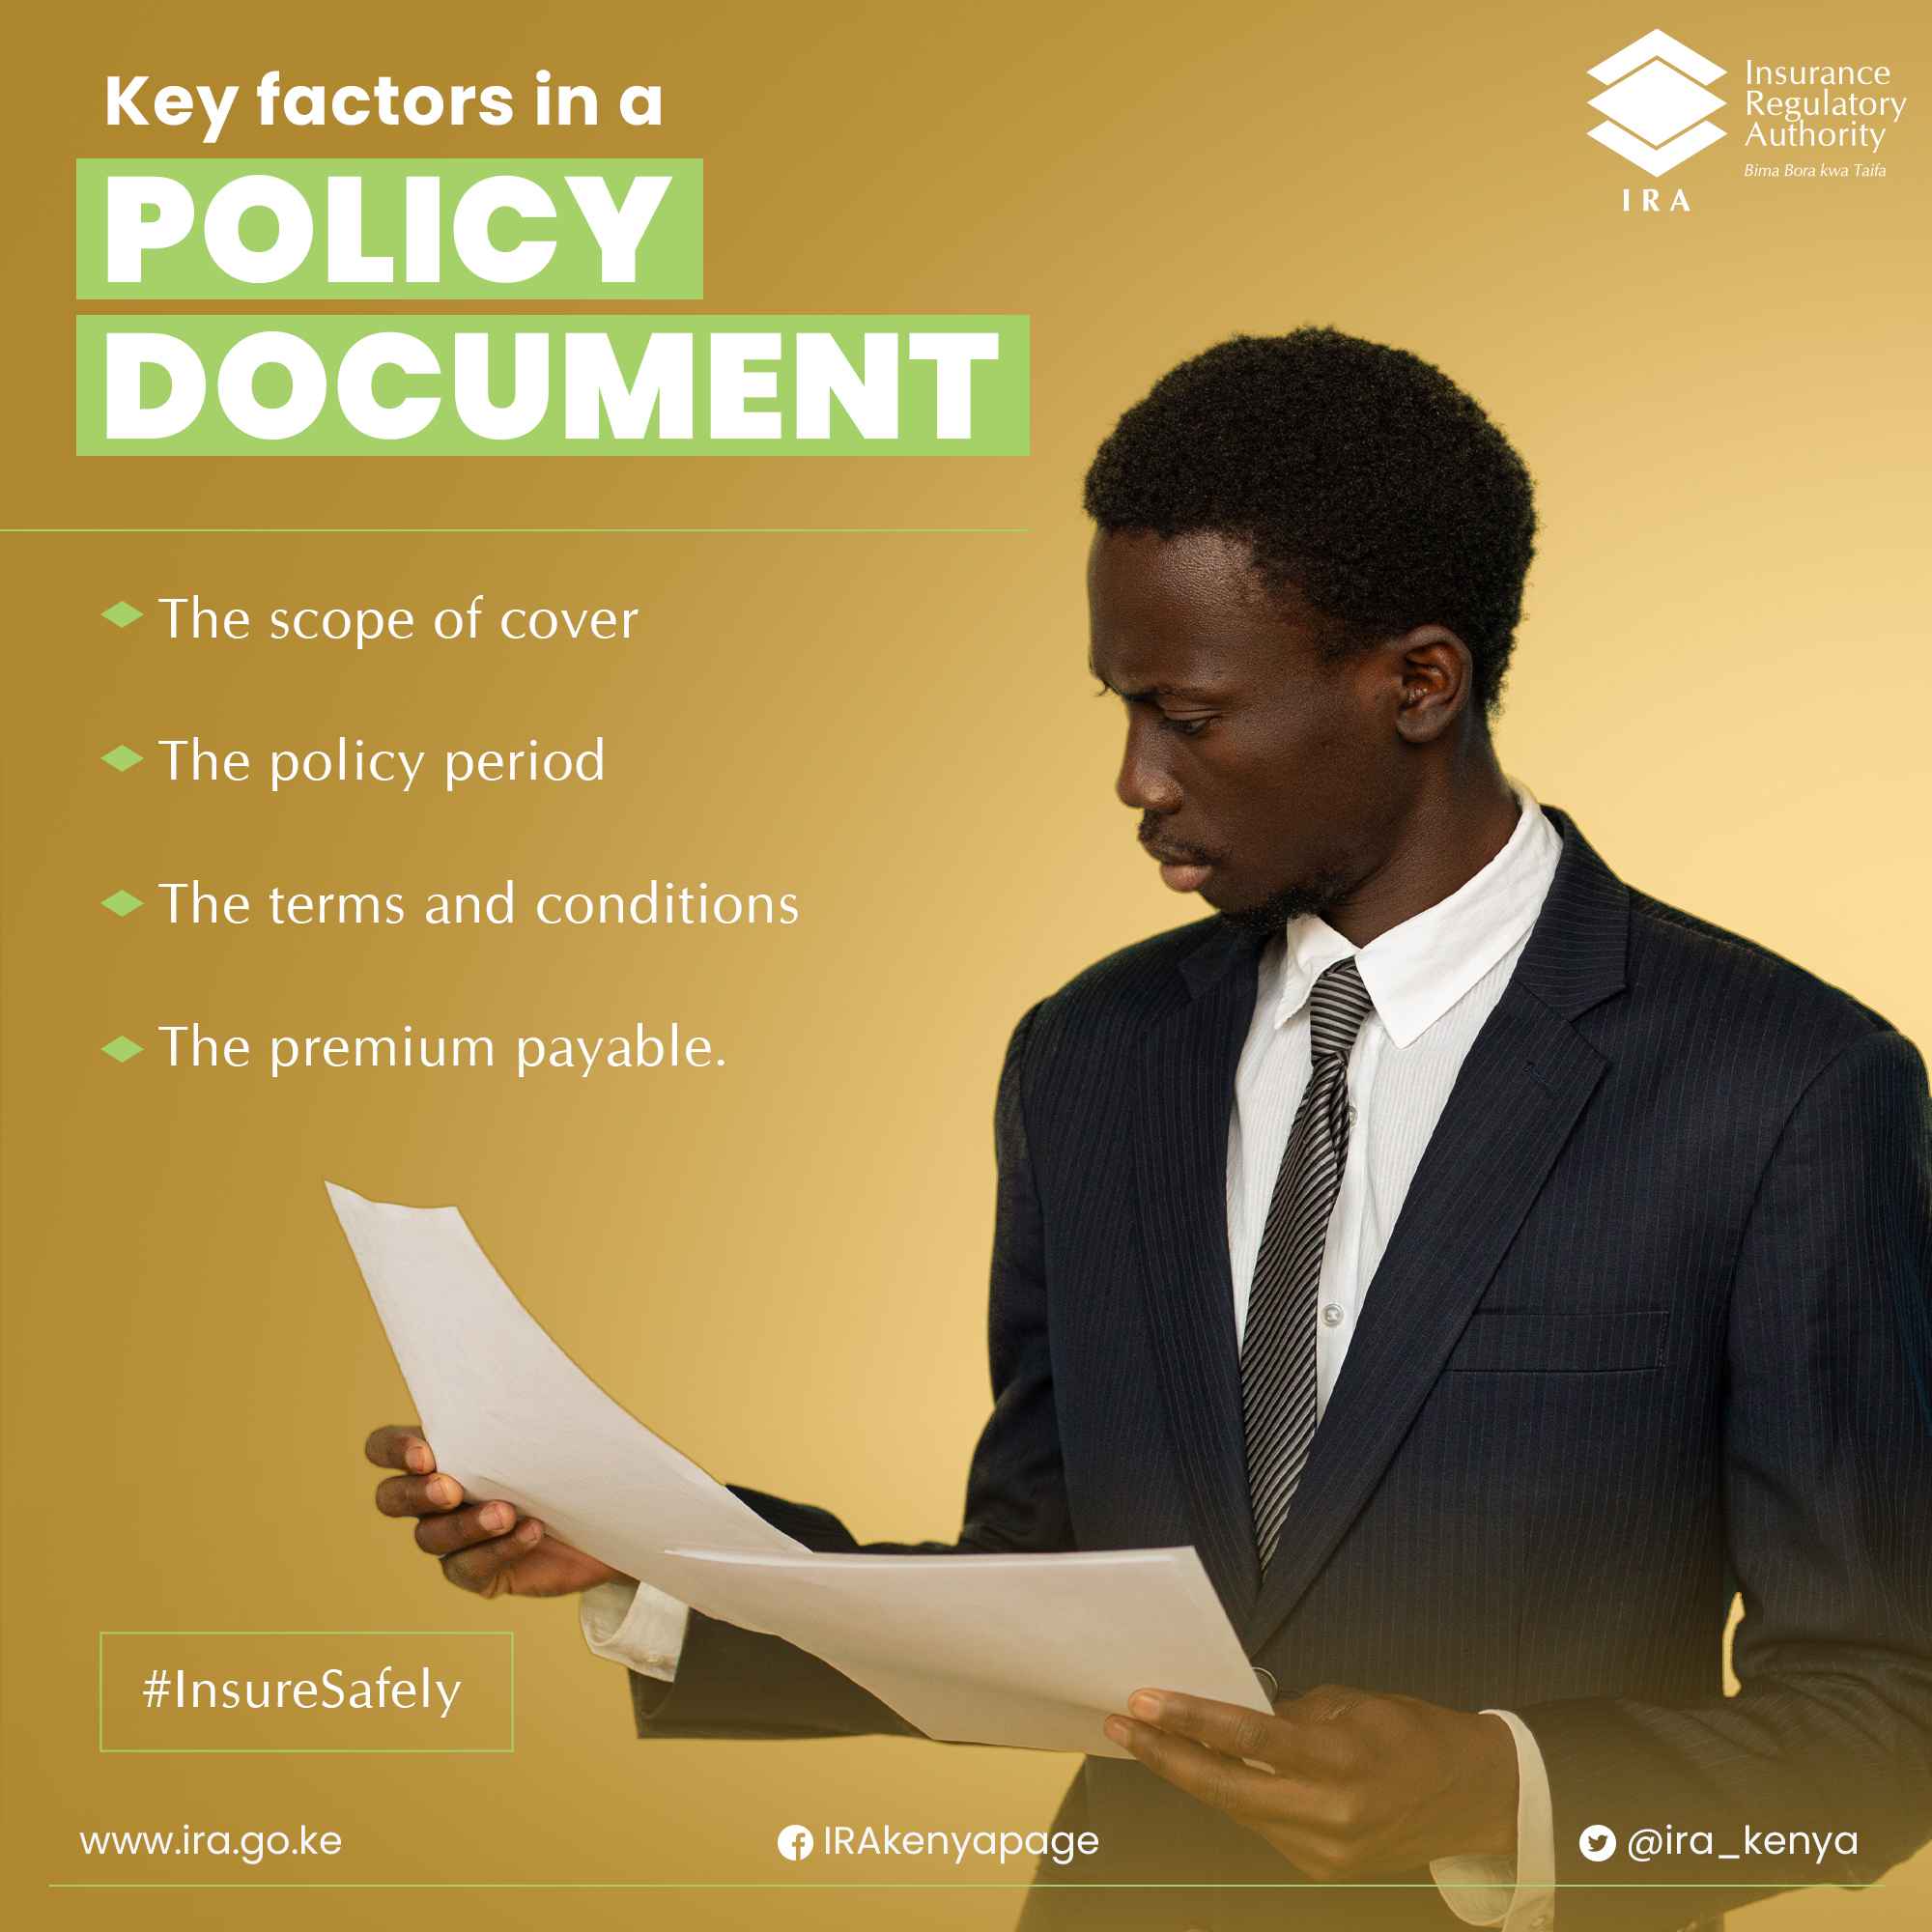 Key factors in a
POLICY
DOCUMENT
Insurance
Regulatory
Authority
Bima Bora kwa Taifa
IRA
The scope of cover
The policy period
The terms and conditions
The premium payable.
#InsureSafely
www.ira.go.ke
IRAkenyapage
@ira_kenya